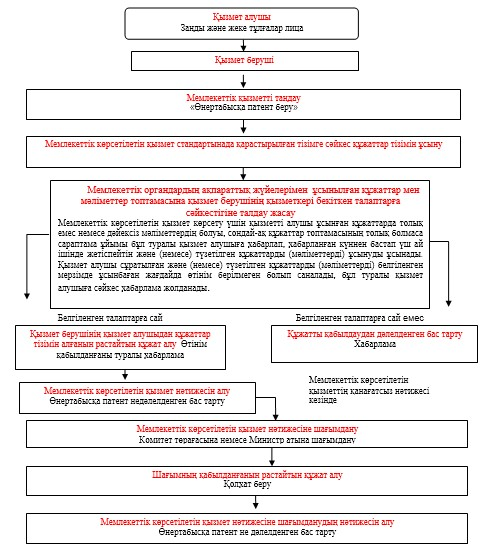 Қызмет алушы
Занды және жеке тұлғалар лица
Қызмет беруші
Мемлекеттік қызметті тандау
«Өнертабысқа патент беру»
Мемлекеттік көрсетілетін қызмет стандартынада қарастырылған тізімге сәйкес құжаттар тізімін ұсыну
Мемлекеттік органдардың ақпараттық жүйелерімен ұсынылған құжаттар мен
мәліметтер топтамасына қызмет берушінің қызметкері бекіткен талаптарға
сәйкестігіне талдау жасау
Мемлекеттік көрсетілетін қызмет көрсету үшін қызметті алушы ұсынған құжаттарда толық
емес немесе дәйексіз мәліметтердің болуы, сондай-ақ құжаттар топтамасының толық болмаса
сараптама ұйымы бұл туралы қызмет алушыға хабарлап, хабарланған күннен бастап үш ай
ішінде жетіспейтін және (немесе) түзетілген құжаттарды (мәліметтерді) ұсынуды ұсынады.
Қызмет алушы сұратылған және (немесе) түзетілген құжаттарды (мәліметтерді) белгіленген
мерзімде ұсынбаған жағдайда өтінім берілмеген болып саналады, бұл туралы қызмет
алушыға сәйкес хабарлама жолданады.
Белгіленген талаптарға сай
Белгіленген талаптарға сай емес
Қызмет берушінің қызмет алушыдан құжаттар
тізімін алғанын растайтын құжат алу Өтінім
қабылданғаны туралы хабарлама
Құжатты қабылдаудан дәлелденген бас тарту
Хабарлама
Мемлекеттік көрсетілетін қызмет нәтижесін алу
Өнертабысқа патент недәлелденген бас тарту
Мемлекеттік көрсетілетін
қызметтің қанағатсыз нәтижесі
кезінде
Мемлекеттік көрсетілетін қызмет нәтижесіне шағымдану
Комитет төрағасына немесе Министр атына шағымдану
Шағымның қабылданғанын растайтын құжат алу
Қолхат беру
Мемлекеттік көрсетілетін қызмет нәтижесіне шағымданудың нәтижесін алу
Өнертабысқа патент не дәлелденген бас тарту